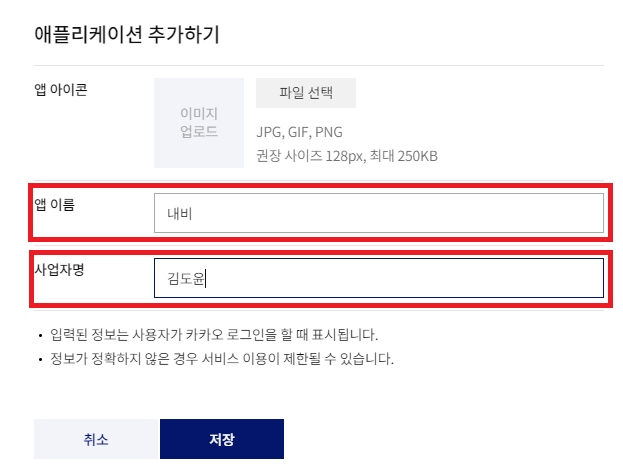 애플리케이션 추가하기
앱 아이콘
이미지
업로드
파일 선택
JPG, GIF, PNG
권장 사이즈 128px, 최대 250KB
앱 이름
내비
사업자명
김도윤
• 입력된 정보는 사용자가 카카오 로그인을 할 때 표시됩니다.
• 정보가 정확하지 않은 경우 서비스 이용이 제한될 수 있습니다.
취소
저장